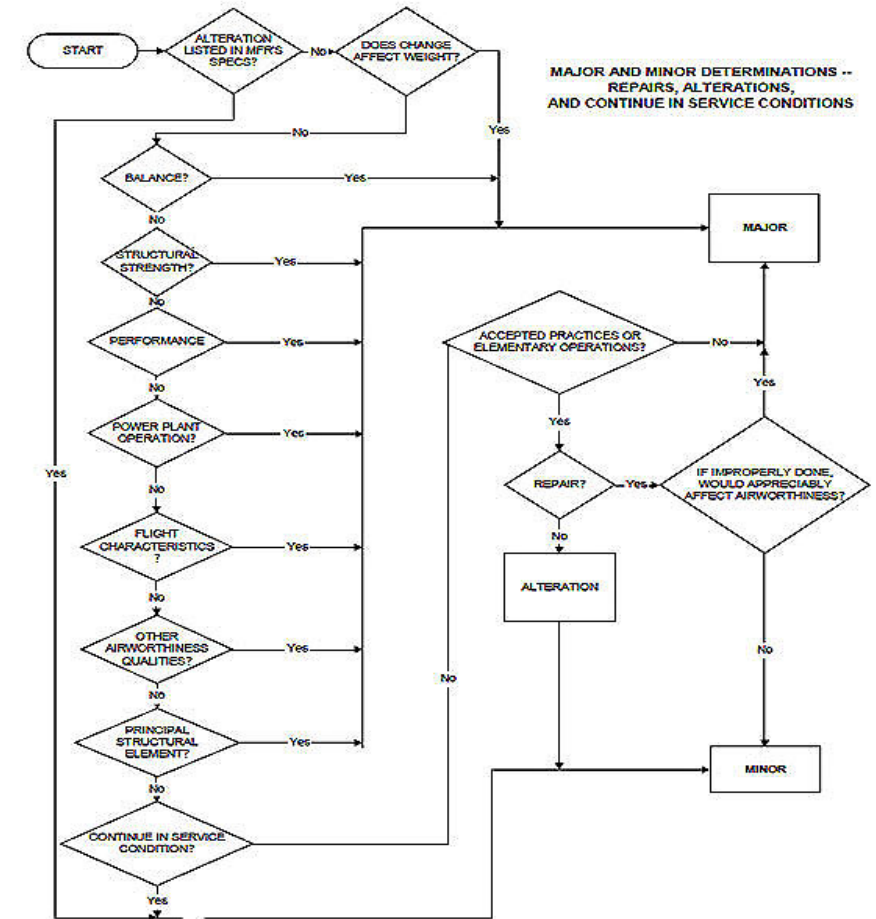 START
ALTERATION
LISTED IN MFR'S
SPECS?
No
DOES CHANGE
AFFECT WEIGHT?
MAJOR AND MINOR DETERMINATIONS --
REPAIRS, ALTERATIONS,
AND CONTINUE IN SERVICE CONDITIONS
No
Yes
BALANCE?
Yes
No
STRUCTURAL
STRENGTH?
Yes
No
MAJOR
PERFORMANCE
Yes
No
ACCEPTED PRACTICES OR
ELEMENTARY OPERATIONS?
No
Yes
Yes
POWER PLANT
OPERATION?
Yes
No
Yes
REPAIR?
Yes
IF IMPROPERLY DONE,
WOULD APPRECIABLY
AFFECT AIRWORTHINESS?
No
FLIGHT
CHARACTERISTICS
?
Yes
No
ALTERATION
OTHER
AIRWORTHINESS
QUALITIES?
Yes
No
No
No
PRINCIPAL
STRUCTURAL
ELEMENT?
Yes
No
MINOR
CONTINUE IN SERVICE
CONDITION?
Yes